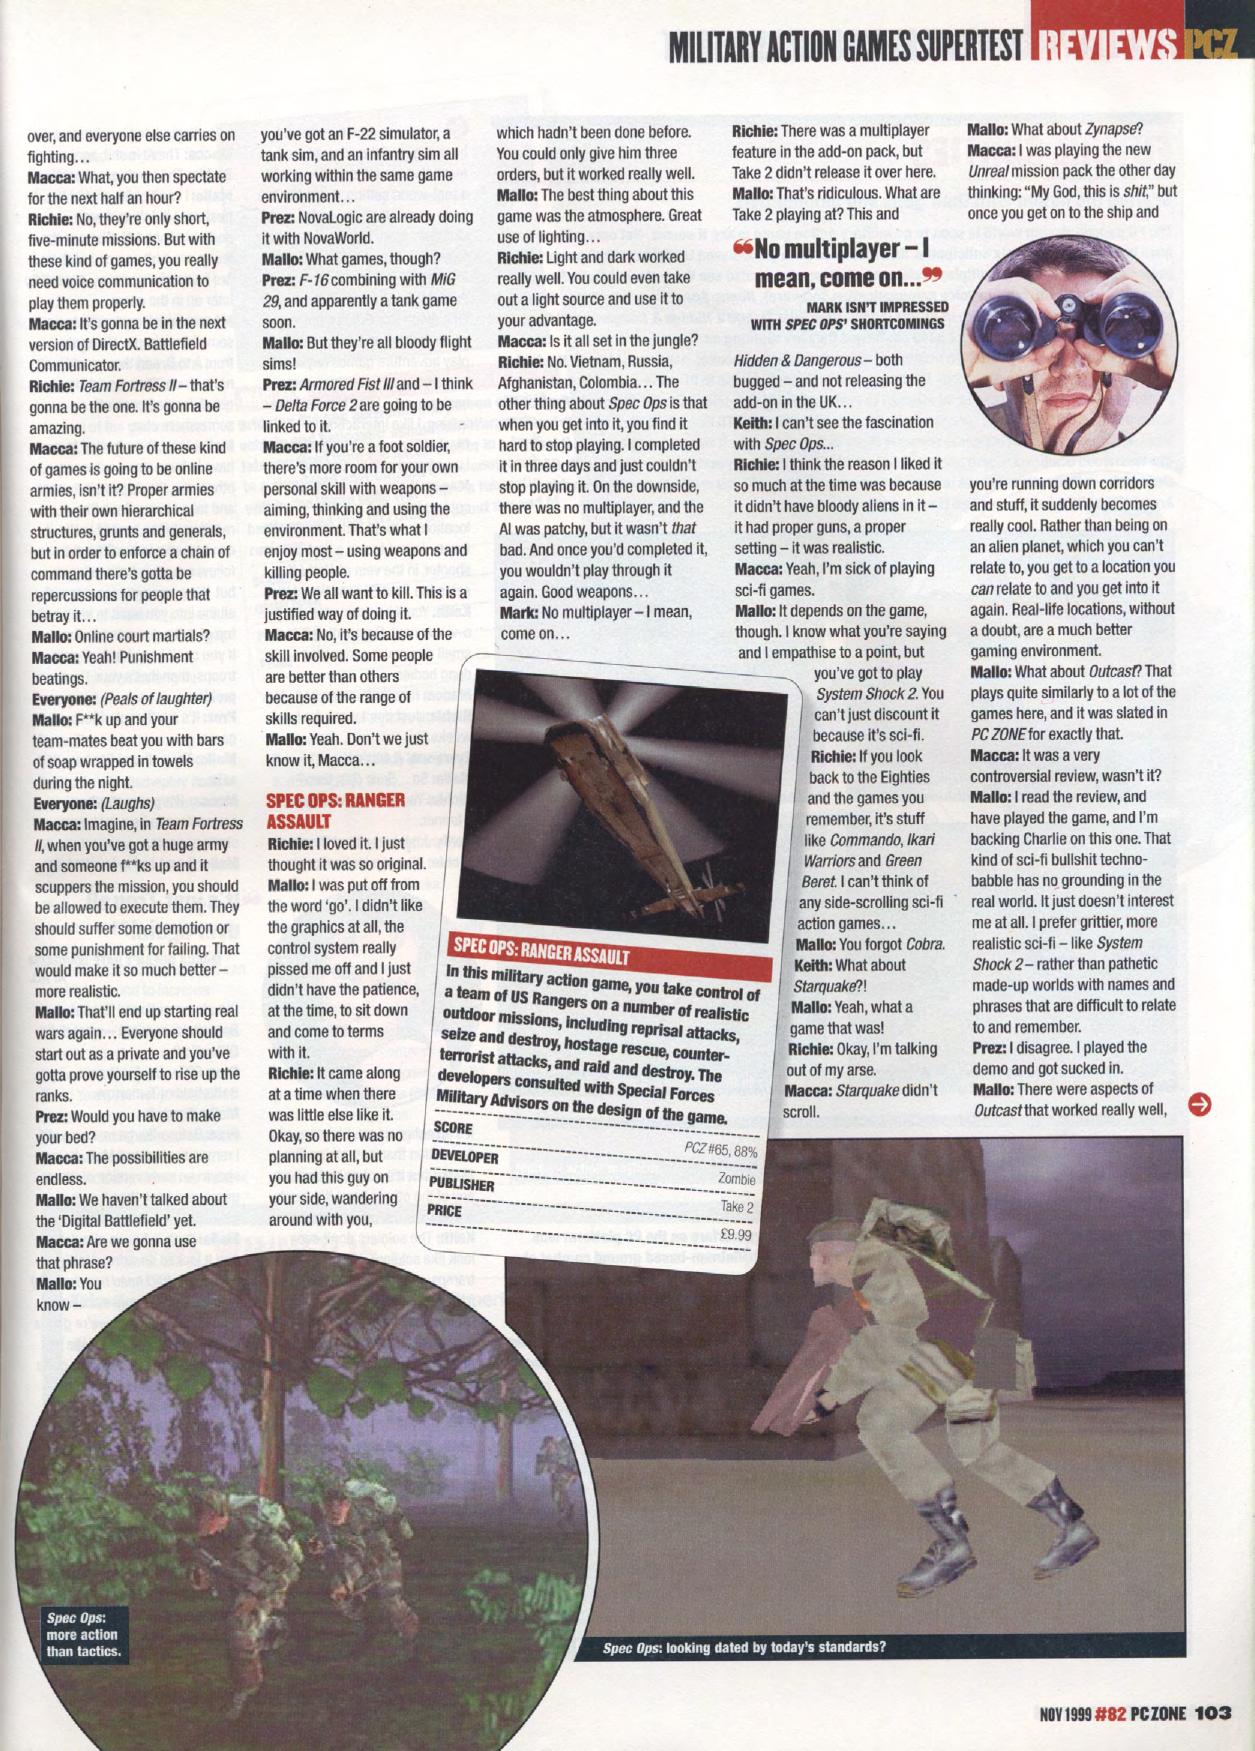 MILITARY ACTION GAMES SUPERTEST REVIEWS PCZ
over, and everyone else carries on
fighting...
Macca: What, you then spectate
for the next half an hour?
Richie: No, they're only short,
five-minute missions. But with
these kind of games, you really
need voice communication to
play them properly.
Macca: It's gonna be in the next
version of DirectX. Battlefield
Communicator.
Richie: Team Fortress II – that's
gonna be the one. It's gonna be
amazing.
Macca: The future of these kind
of games is going to be online
armies, isn't it? Proper armies
with their own hierarchical
structures, grunts and generals,
but in order to enforce a chain of
command there's gotta be
repercussions for people that
betray it...
Mallo: Online court martials?
Macca: Yeah! Punishment
beatings.
Everyone: (Peals of laughter)
Mallo: F**k up and your
team-mates beat you with bars
of soap wrapped in towels
during the night.
Everyone: (Laughs)
Macca: Imagine, in Team Fortress
II, when you've got a huge army
and someone f**ks up and it
scuppers the mission, you should
be allowed to execute them. They
should suffer some demotion or
some punishment for failing. That
would make it so much better –
more realistic.
Mallo: That'll end up starting real
wars again... Everyone should
start out as a private and you've
gotta prove yourself to rise up the
ranks.
Prez: Would you have to make
your bed?
Macca: The possibilities are
endless.
Mallo: We haven't talked about
the 'Digital Battlefield' yet.
Macca: Are we gonna use
that phrase?
Mallo: You
know –
you've got an F-22 simulator, a
tank sim, and an infantry sim all
working within the same game
environment...
Prez: NovaLogic are already doing
it with NovaWorld.
Mallo: What games, though?
Prez: F-16 combining with MiG
29, and apparently a tank game
soon.
Mallo: But they're all bloody flight
sims!
Prez: Armored Fist III and – I think
– Delta Force 2 are going to be
linked to it.
Macca: If you're a foot soldier,
there's more room for your own
personal skill with weapons –
aiming, thinking and using the
environment. That's what I
enjoy most – using weapons and
killing people.
Prez: We all want to kill. This is a
justified way of doing it.
Macca: No, it's because of the
skill involved. Some people
are better than others
because of the range of
skills required.
Mallo: Yeah. Don't we just
know it, Macca...
SPEC OPS: RANGER
ASSAULT
Richie: I loved it. I just
thought it was so original.
Mallo: I was put off from
the word 'go'. I didn't like
the graphics at all, the
control system really
pissed me off and I just
didn't have the patience,
at the time, to sit down
and come to terms
with it.
Richie: It came along
at a time when there
was little else like it.
Okay, so there was no
planning at all, but
you had this guy on
your side, wandering
around with you,
which hadn't been done before.
You could only give him three
orders, but it worked really well.
Mallo: The best thing about this
game was the atmosphere. Great
use of lighting...
Richie: Light and dark worked
really well. You could even take
out a light source and use it to
your advantage.
Macca: Is it all set in the jungle?
Richie: No. Vietnam, Russia,
Afghanistan, Colombia... The
other thing about Spec Ops is that
when you get into it, you find it
hard to stop playing. I completed
it in three days and just couldn't
stop playing it. On the downside,
there was no multiplayer, and the
AI was patchy, but it wasn't that
bad. And once you'd completed it,
you wouldn't play through it
again. Good weapons...
Mark: No multiplayer – I mean,
come on...
SPEC OPS: RANGER ASSAULT
In this military action game, you take control of
a team of US Rangers on a number of realistic
outdoor missions, including reprisal attacks,
seize and destroy, hostage rescue, counter-
terrorist attacks, and raid and destroy. The
developers consulted with Special Forces
Military Advisors on the design of the game.
SCORE PCZ #65, 88%
DEVELOPER Zombie
PUBLISHER Take 2
PRICE £9.99
Richie: There was a multiplayer
feature in the add-on pack, but
Take 2 didn't release it over here.
Mallo: That's ridiculous. What are
Take 2 playing at? This and
“No multiplayer – I
mean, come on...”
MARK ISN'T IMPRESSED
WITH SPEC OPS' SHORTCOMINGS
Hidden & Dangerous – both
bugged – and not releasing the
add-on in the UK...
Keith: I can't see the fascination
with Spec Ops...
Richie: I think the reason I liked it
so much at the time was because
it didn't have bloody aliens in it –
it had proper guns, a proper
setting – it was realistic.
Macca: Yeah, I'm sick of playing
sci-fi games.
Mallo: It depends on the game,
though. I know what you're saying
and I empathise to a point, but
you've got to play
System Shock 2. You
can't just discount it
because it's sci-fi.
Richie: If you look
back to the Eighties
and the games you
remember, it's stuff
like Commando, Ikari
Warriors and Green
Beret. I can't think of
any side-scrolling sci-fi
action games...
Mallo: You forgot Cobra.
Keith: What about
Starquake?!
Mallo: Yeah, what a
game that was!
Richie: Okay, I'm talking
out of my arse.
Macca: Starquake didn't
scroll.
Mallo: What about Zynapse?
Macca: I was playing the new
Unreal mission pack the other day
thinking: "My God, this is shit," but
once you get on to the ship and
you're running down corridors
and stuff, it suddenly becomes
really cool. Rather than being on
an alien planet, which you can't
relate to, you get to a location you
can relate to and you get into it
again. Real-life locations, without
a doubt, are a much better
gaming environment.
Mallo: What about Outcast? That
plays quite similarly to a lot of the
games here, and it was slated in
PC ZONE for exactly that.
Macca: It was a very
controversial review, wasn't it?
Mallo: I read the review, and
have played the game, and I'm
backing Charlie on this one. That
kind of sci-fi bullshit techno-
babble has no grounding in the
real world. It just doesn't interest
me at all. I prefer grittier, more
realistic sci-fi – like System
Shock 2 – rather than pathetic
made-up worlds with names and
phrases that are difficult to relate
to and remember.
Prez: I disagree. I played the
demo and got sucked in.
Mallo: There were aspects of
Outcast that worked really well,
Spec Ops:
more action
than tactics.
Spec Ops: looking dated by today's standards?
NOV 1999 #82 PC ZONE 103